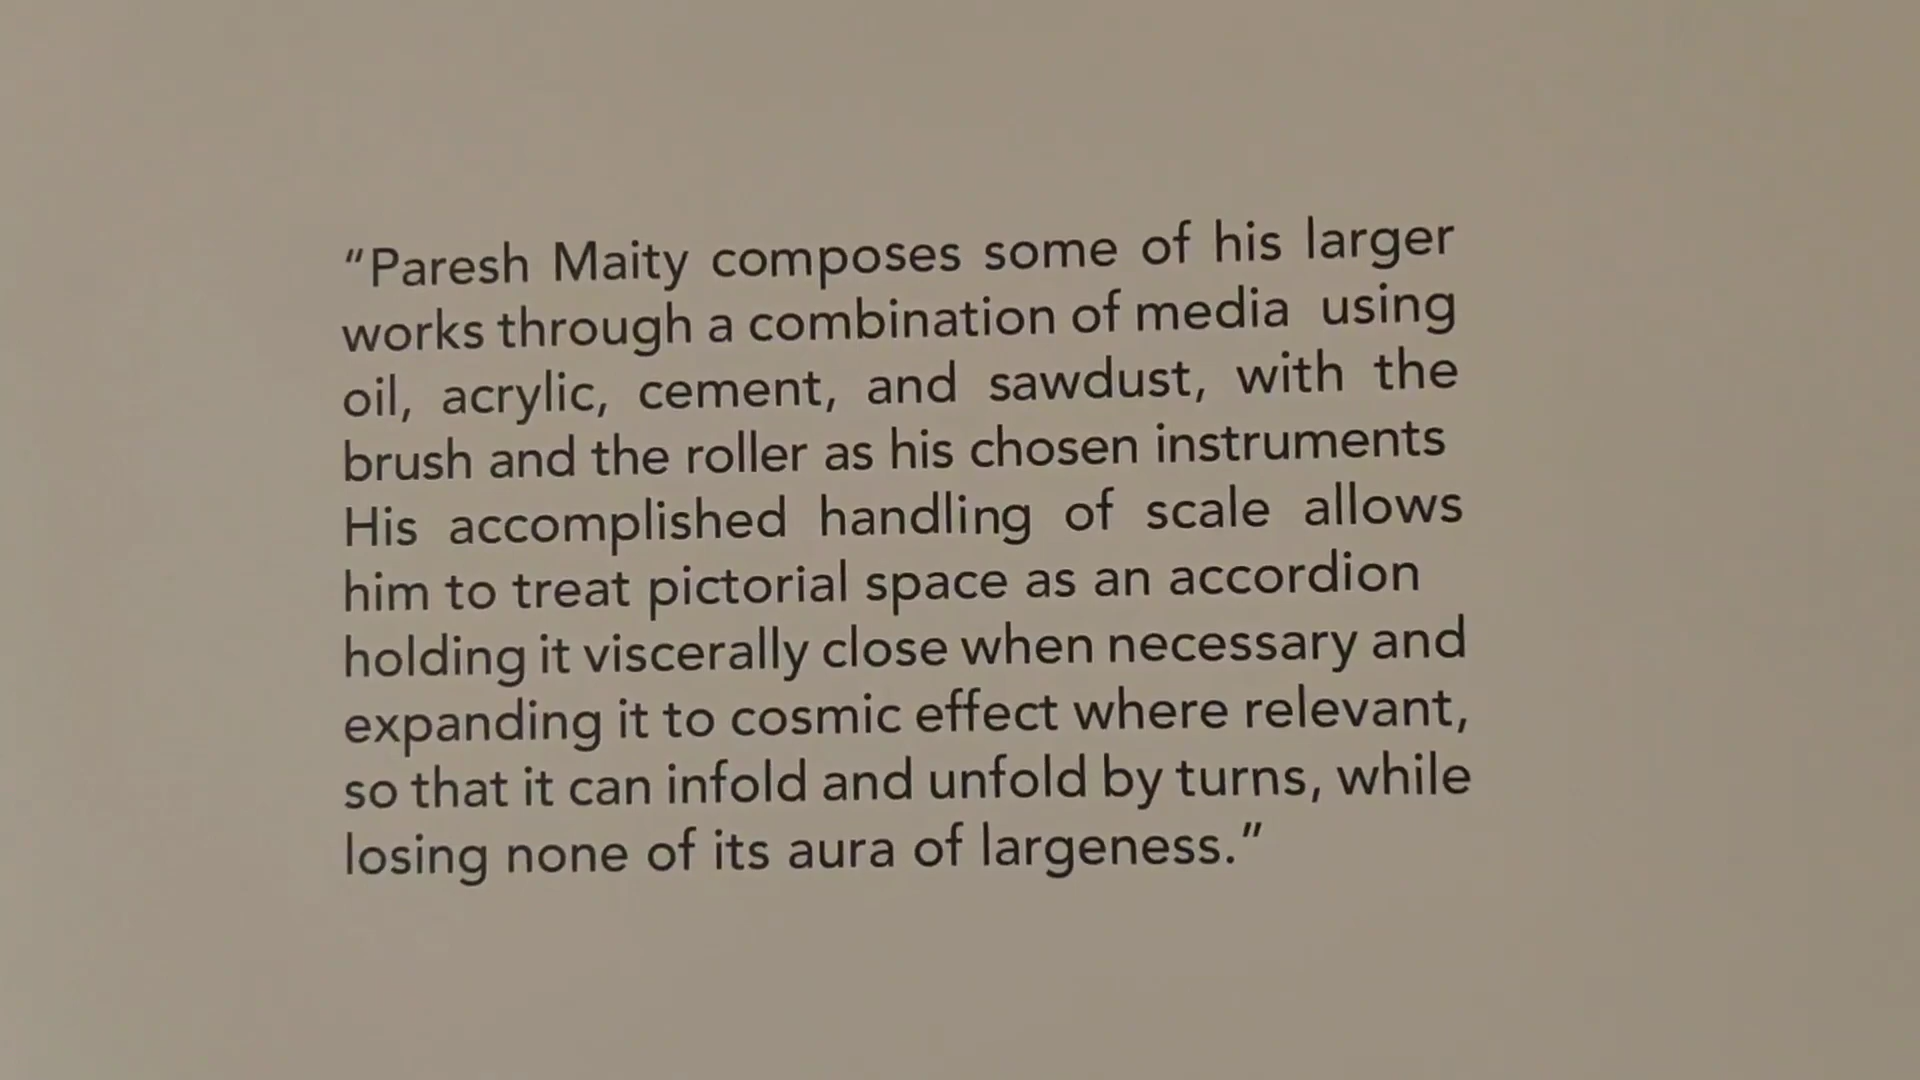 “Paresh Maity composes some of his larger
works through a combination of media using
oil, acrylic, cement, and sawdust, with the
brush and the roller as his chosen instruments
His accomplished handling of scale allows
him to treat pictorial space as an accordion
holding it viscerally close when necessary and
expanding it to cosmic effect where relevant,
so that it can infold and unfold by turns, while
losing none of its aura of largeness.”